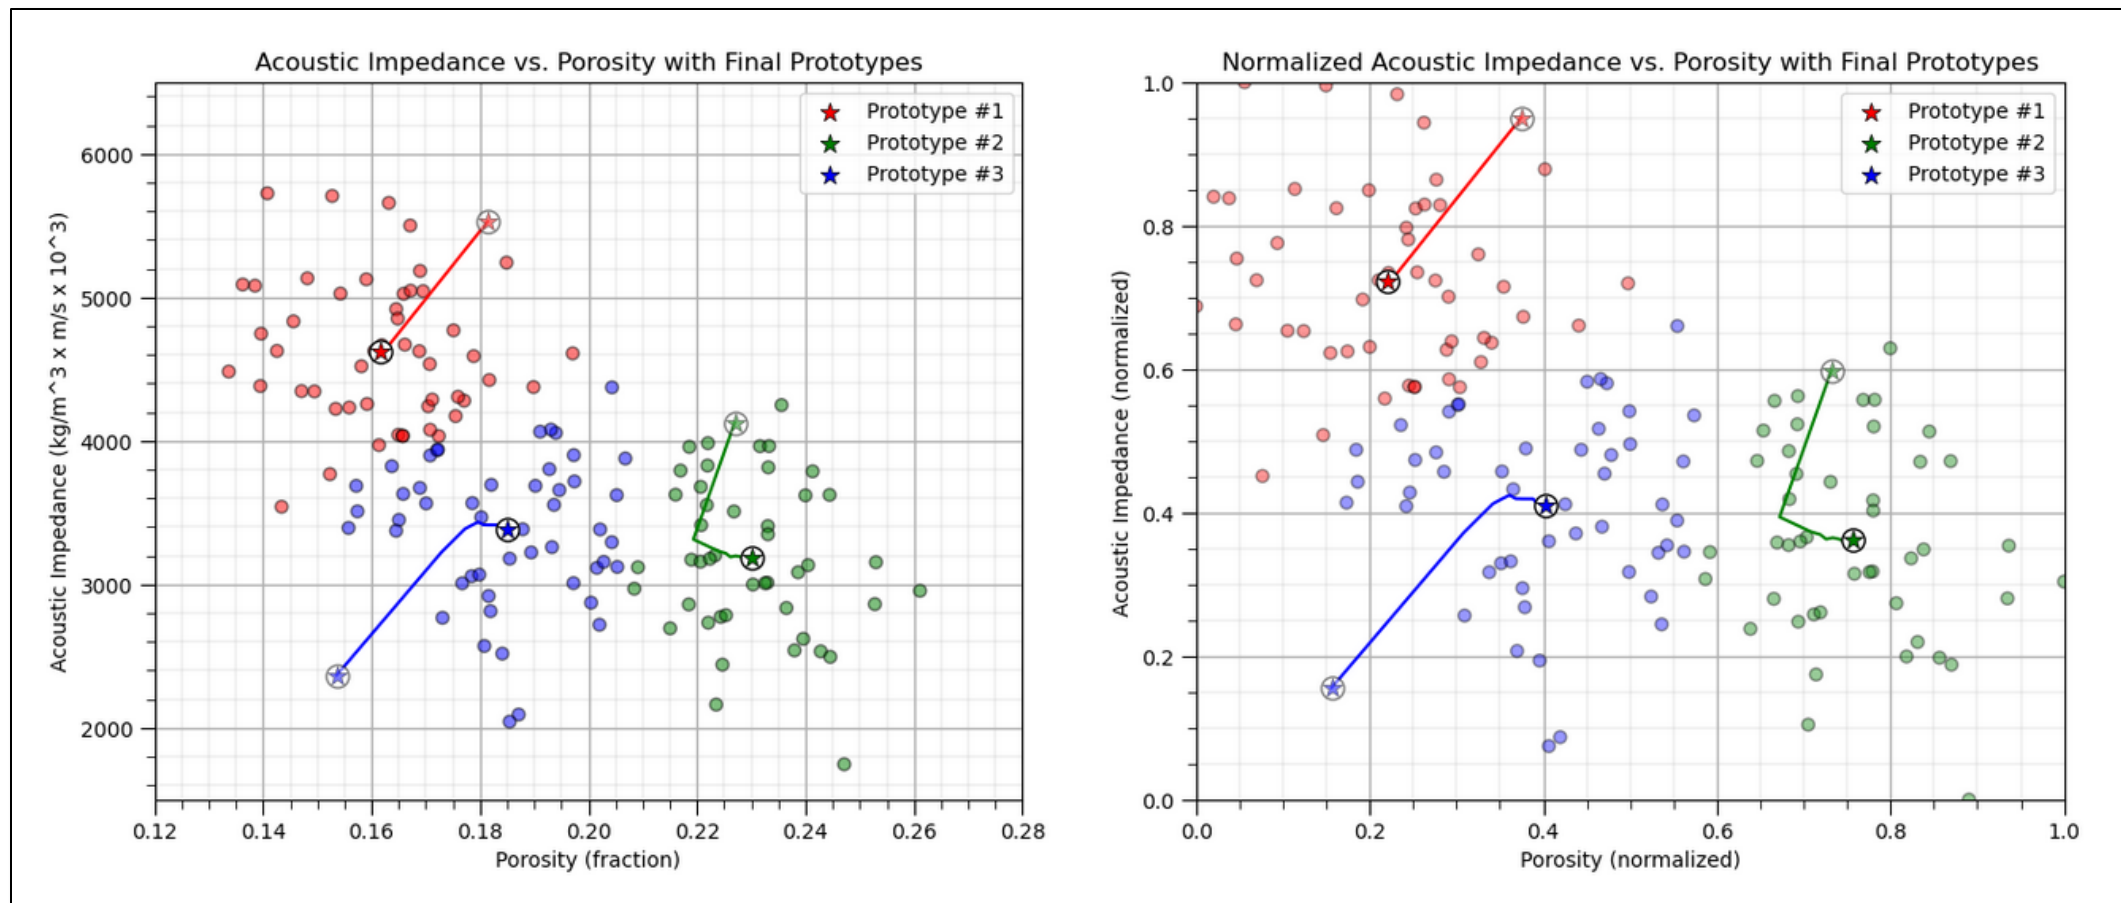 Acoustic Impedance vs. Porosity with Final Prototypes
Prototype #1
Prototype #2
Prototype #3
Acoustic Impedance (kg/m^3 x m/s x 10^3)
6000
5000
4000
3000
2000
0.12 0.14 0.16 0.18 0.20 0.22 0.24 0.26 0.28
Porosity (fraction)
Normalized Acoustic Impedance vs. Porosity with Final Prototypes
Prototype #1
Prototype #2
Prototype #3
Acoustic Impedance (normalized)
1.0
0.8
0.6
0.4
0.2
0.0
0.0 0.2 0.4 0.6 0.8 1.0
Porosity (normalized)